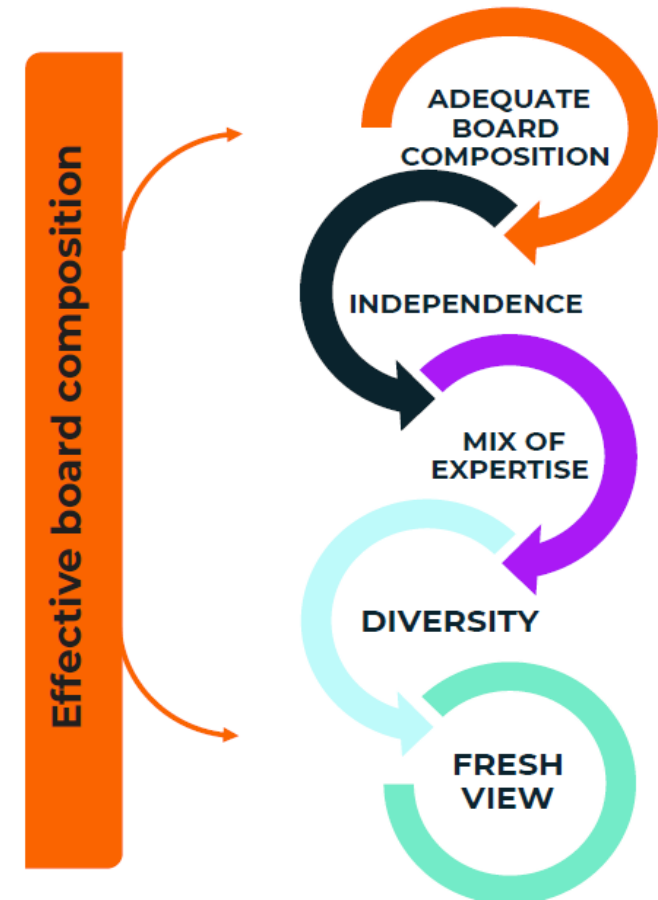 Effective board composition
ADEQUATE
BOARD
COMPOSITION
INDEPENDENCE
MIX OF
EXPERTISE
DIVERSITY
FRESH
VIEW